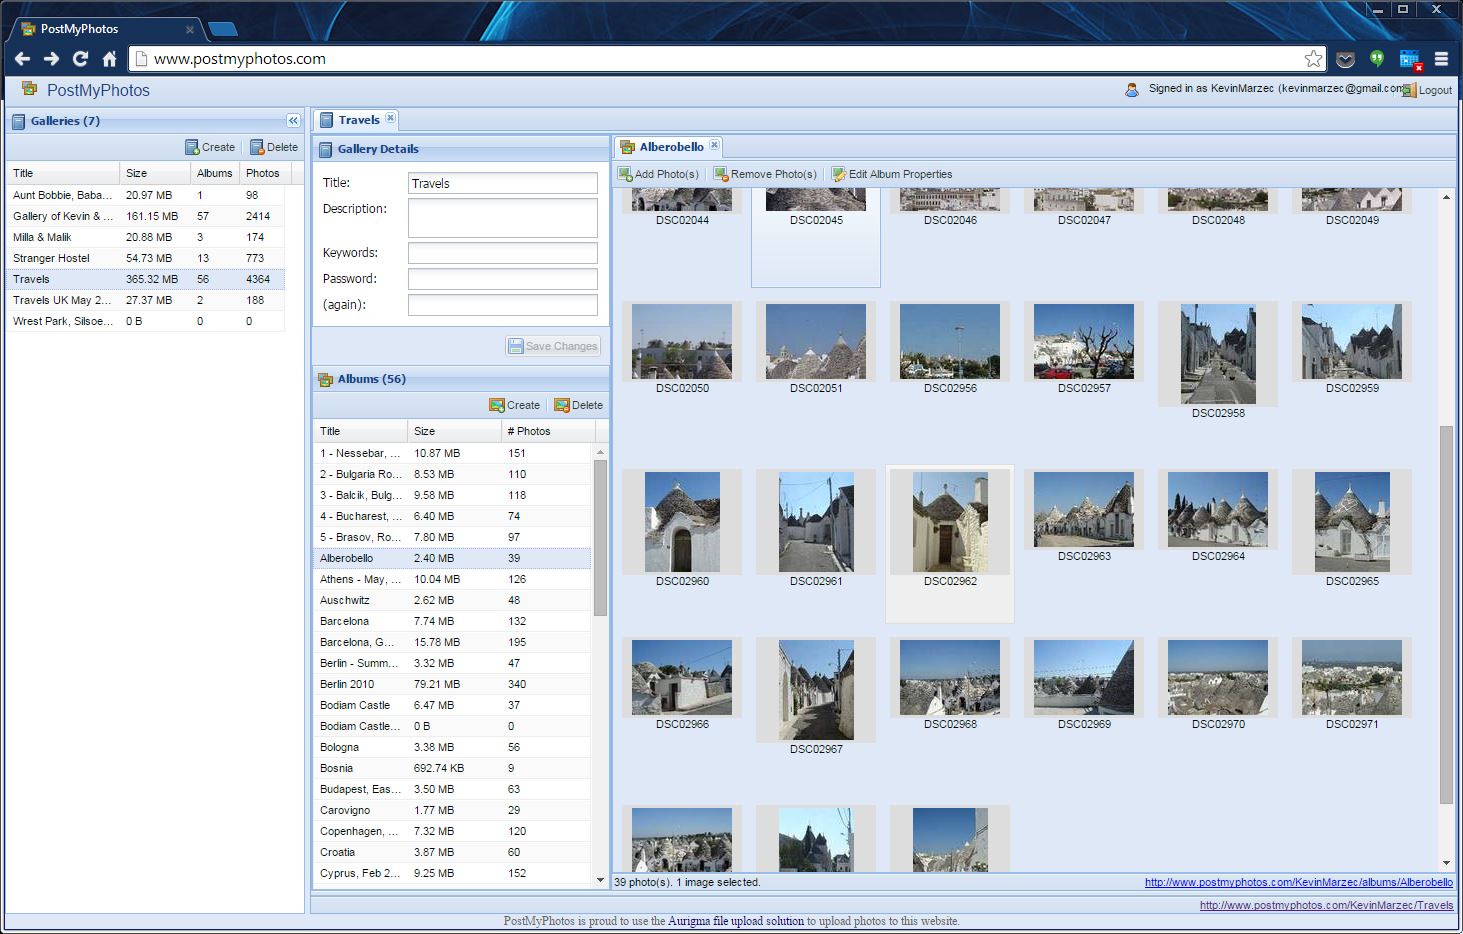 PostMyPhotos
www.postmyphotos.com
PostMyPhotos
Signed in as KevinMarzec (kevinmarzec@gmail.com
Logout
Galleries (7)
Create Delete
Title Size Albums Photos
Aunt Bobbie, Baba... 20.97 MB 1 98
Gallery of Kevin & ... 161.15 MB 57 2414
Milla & Malik 20.88 MB 3 174
Stranger Hostel 54.73 MB 13 773
Travels 365.32 MB 56 4364
Travels UK May 2... 27.37 MB 2 188
Wrest Park, Silsoe... 0 B 0 0
Travels
Gallery Details
Title: Travels
Description:
Keywords:
Password:
(again):
Save Changes
Albums (56)
Create Delete
Title Size # Photos
1 - Nessebar, ... 10.87 MB 151
2 - Bulgaria Ro... 8.53 MB 110
3 - Balcik, Bulg... 9.58 MB 118
4 - Bucharest, ... 6.40 MB 74
5 - Brasov, Ro... 7.80 MB 97
Alberobello 2.40 MB 39
Athens - May, ... 10.04 MB 126
Auschwitz 2.62 MB 48
Barcelona 7.74 MB 132
Barcelona, G... 15.78 MB 195
Berlin - Summ... 3.32 MB 47
Berlin 2010 79.21 MB 340
Bodiam Castle 6.47 MB 37
Bodiam Castle... 0 B 0
Bologna 3.38 MB 56
Bosnia 692.74 KB 9
Budapest, Eas... 3.50 MB 63
Carovigno 1.77 MB 29
Copenhagen, ... 7.32 MB 120
Croatia 3.87 MB 60
Cyprus, Feb 2... 9.25 MB 152
Alberobello
Add Photo(s) Remove Photo(s) Edit Album Properties
DSC02044 DSC02045 DSC02046 DSC02047 DSC02048 DSC02049
DSC02050 DSC02051 DSC02956 DSC02957 DSC02958 DSC02959
DSC02960 DSC02961 DSC02962 DSC02963 DSC02964 DSC02965
DSC02966 DSC02967 DSC02968 DSC02969 DSC02970 DSC02971
39 photo(s). 1 image selected.
http://www.postmyphotos.com/KevinMarzec/albums/Alberobello
http://www.postmyphotos.com/KevinMarzec/Travels
PostMyPhotos is proud to use the Aurigma file upload solution to upload photos to this website.